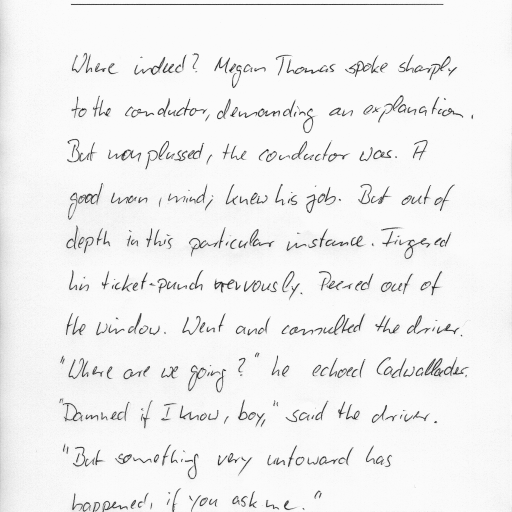 Where indeed? Megan Thomas spoke sharply
to the conductor, demanding an explanation.
But nonplussed, the conductor was. A
good man, mind; knew his job. But out of
depth in this particular instance. Fingered
his ticket-punch nervously. Peered out of
the window. Went and consulted the driver.
"Where are we going?" he echoed Cadwallader.
"Damned if I know, boy," said the driver.
"But something very untoward has
happened, if you ask me."